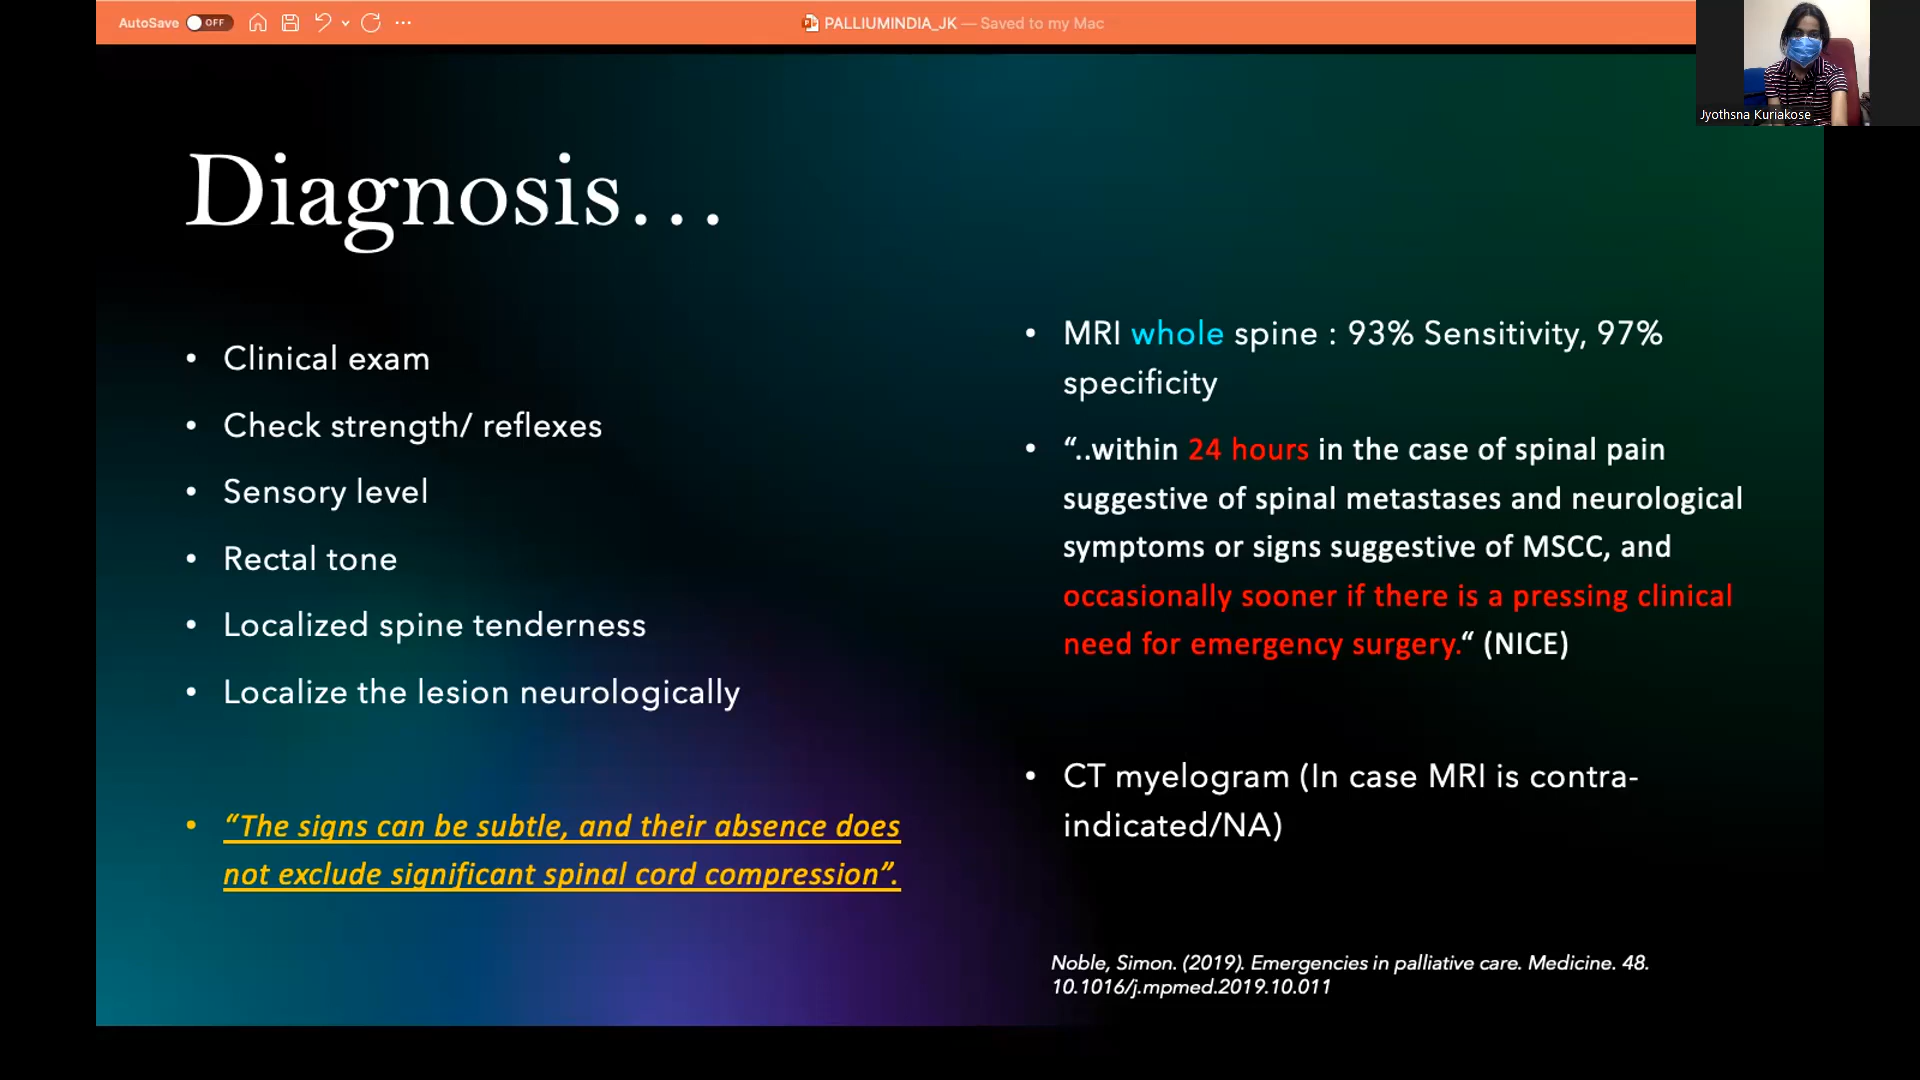 AutoSave OFF
PALLIUMINDIA_JK — Saved to my Mac
Jyothsna Kuriakose
Diagnosis…
• Clinical exam
• Check strength/ reflexes
• Sensory level
• Rectal tone
• Localized spine tenderness
• Localize the lesion neurologically
• “The signs can be subtle, and their absence does
not exclude significant spinal cord compression”.
• MRI whole spine : 93% Sensitivity, 97%
specificity
• “..within 24 hours in the case of spinal pain
suggestive of spinal metastases and neurological
symptoms or signs suggestive of MSCC, and
occasionally sooner if there is a pressing clinical
need for emergency surgery.“ (NICE)
• CT myelogram (In case MRI is contra-
indicated/NA)
Noble, Simon. (2019). Emergencies in palliative care. Medicine. 48.
10.1016/j.mpmed.2019.10.011